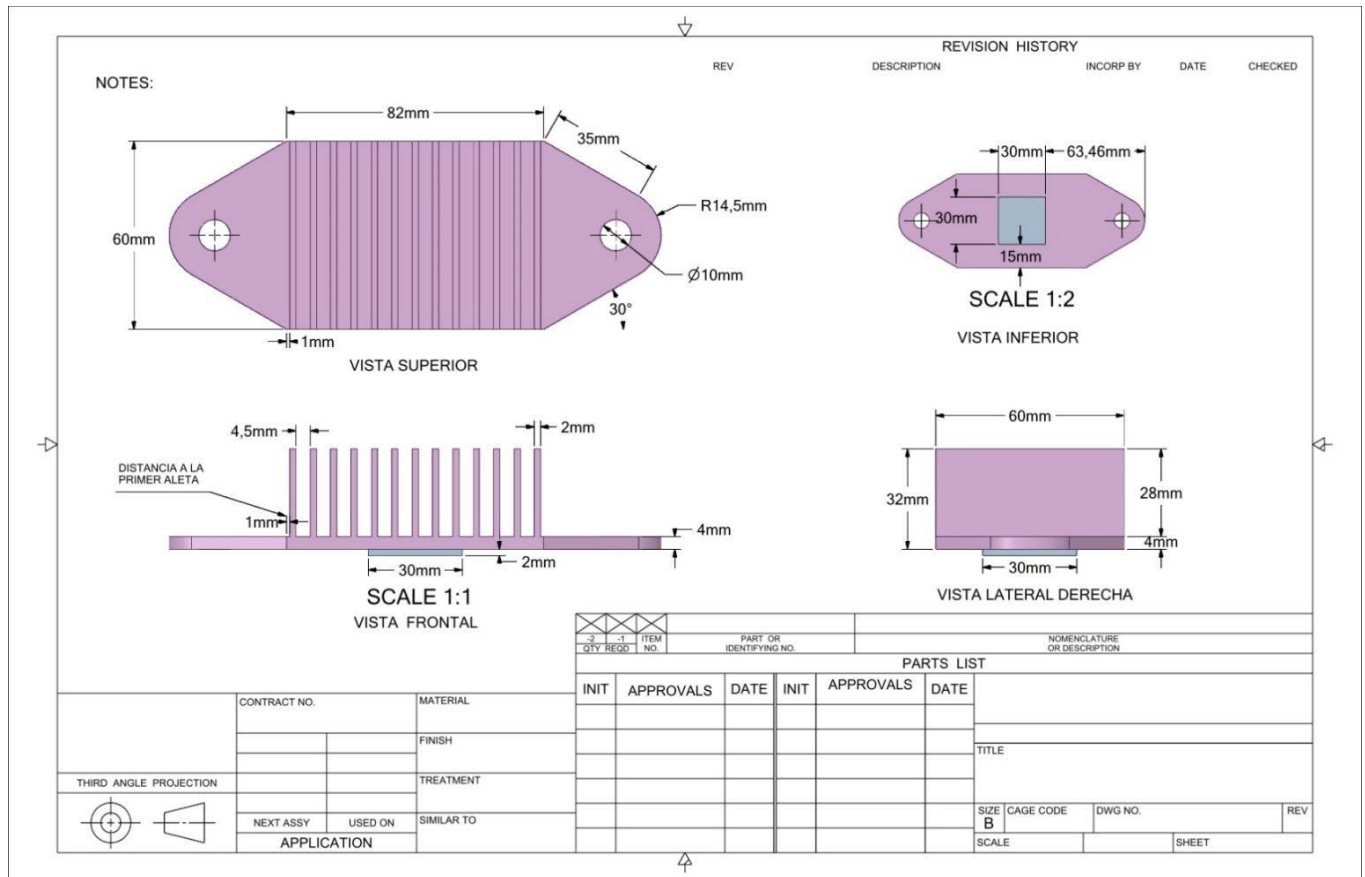 REVISION HISTORY
REV DESCRIPTION INCORP BY DATE CHECKED
NOTES:
82mm
35mm
60mm
R14,5mm
Ø10mm
30°
1mm
VISTA SUPERIOR
30mm 63,46mm
30mm
15mm
SCALE 1:2
VISTA INFERIOR
4,5mm
2mm
DISTANCIA A LA
PRIMER ALETA
1mm
4mm
2mm
30mm
SCALE 1:1
VISTA FRONTAL
60mm
32mm
28mm
4mm
30mm
VISTA LATERAL DERECHA
-2 -1 ITEM PART OR NOMENCLATURE
QTY REQD NO. IDENTIFYING NO. OR DESCRIPTION
PARTS LIST
INIT APPROVALS DATE INIT APPROVALS DATE
CONTRACT NO. MATERIAL
FINISH
TITLE
THIRD ANGLE PROJECTION TREATMENT
SIZE CAGE CODE DWG NO. REV
B
NEXT ASSY USED ON SIMILAR TO
APPLICATION
SCALE SHEET